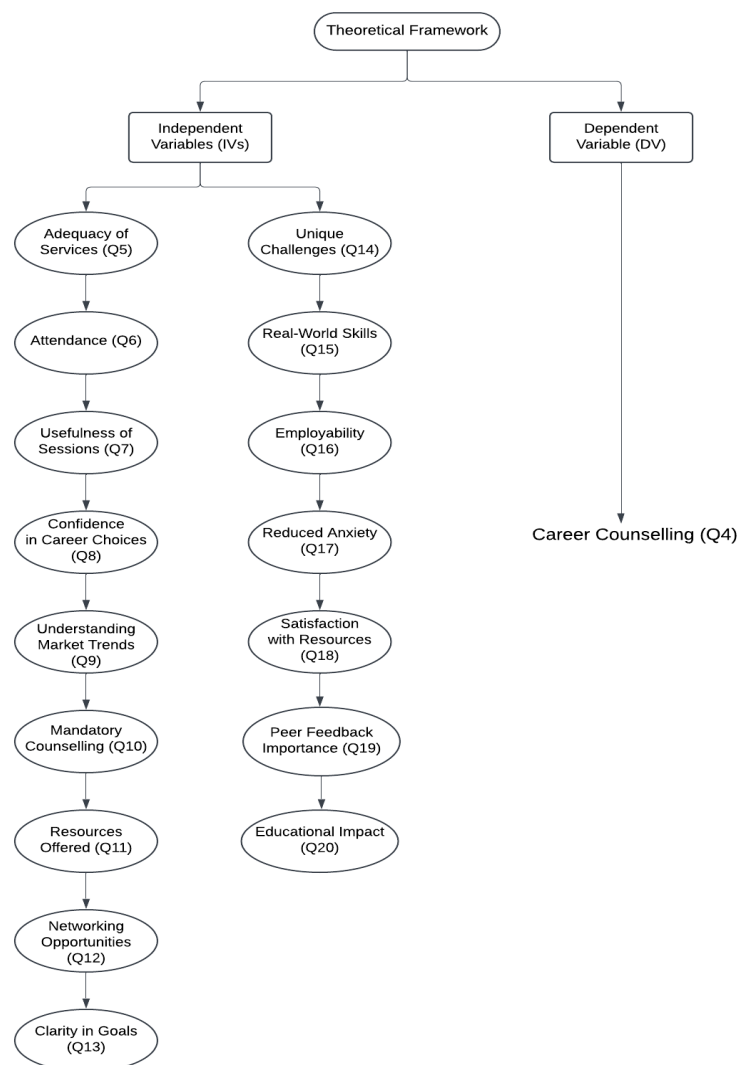 Theoretical Framework
Independent
Variables (IVs)
Dependent
Variable (DV)
Adequacy of
Services (Q5)
Attendance (Q6)
Usefulness of
Sessions (Q7)
Confidence
in Career Choices
(Q8)
Understanding
Market Trends
(Q9)
Mandatory
Counselling (Q10)
Resources
Offered (Q11)
Networking
Opportunities
(Q12)
Clarity in Goals
(Q13)
Unique
Challenges (Q14)
Real-World Skills
(Q15)
Employability
(Q16)
Reduced Anxiety
(Q17)
Satisfaction
with Resources
(Q18)
Peer Feedback
Importance (Q19)
Educational Impact
(Q20)
Career Counselling (Q4)